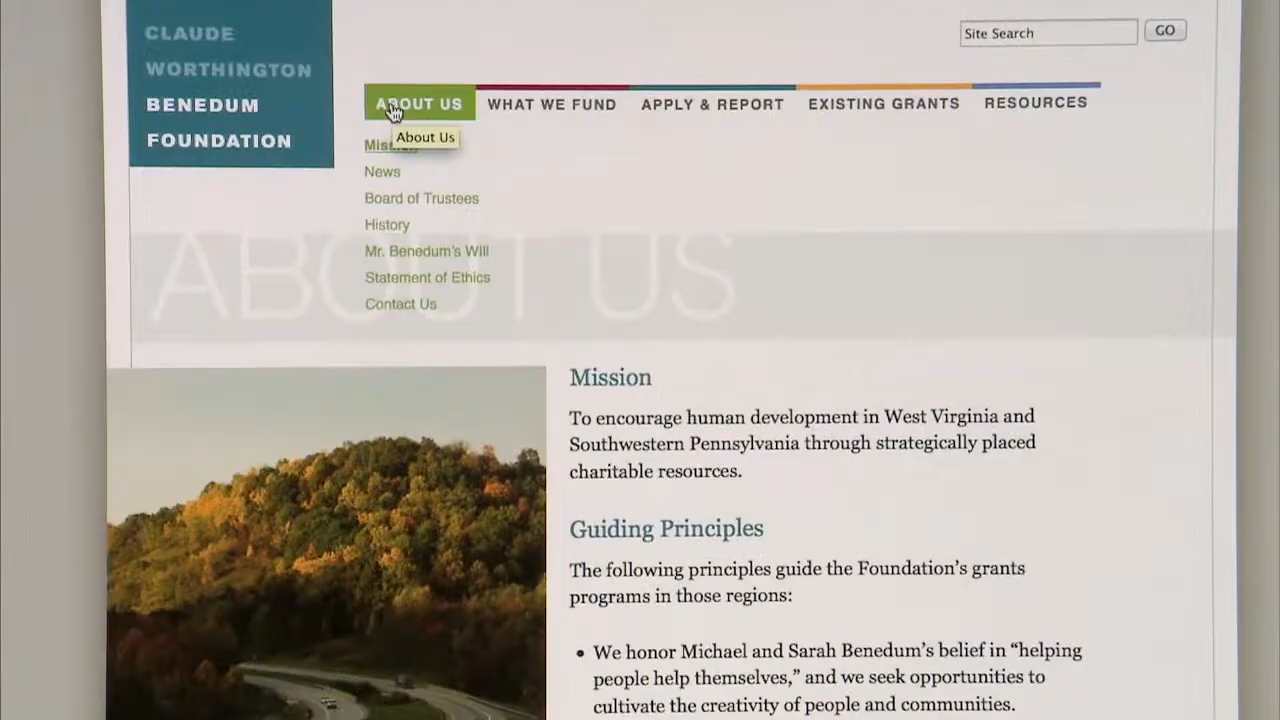 CLAUDE
WORTHINGTON
BENEDUM
FOUNDATION
Site Search
GO
ABOUT US
WHAT WE FUND
APPLY & REPORT
EXISTING GRANTS
RESOURCES
About Us
Mission
News
Board of Trustees
History
Mr. Benedum's Will
Statement of Ethics
Contact Us
ABOUT US
Mission
To encourage human development in West Virginia and
Southwestern Pennsylvania through strategically placed
charitable resources.
Guiding Principles
The following principles guide the Foundation’s grants
programs in those regions:
• We honor Michael and Sarah Benedum’s belief in “helping
people help themselves,” and we seek opportunities to
cultivate the creativity of people and communities.